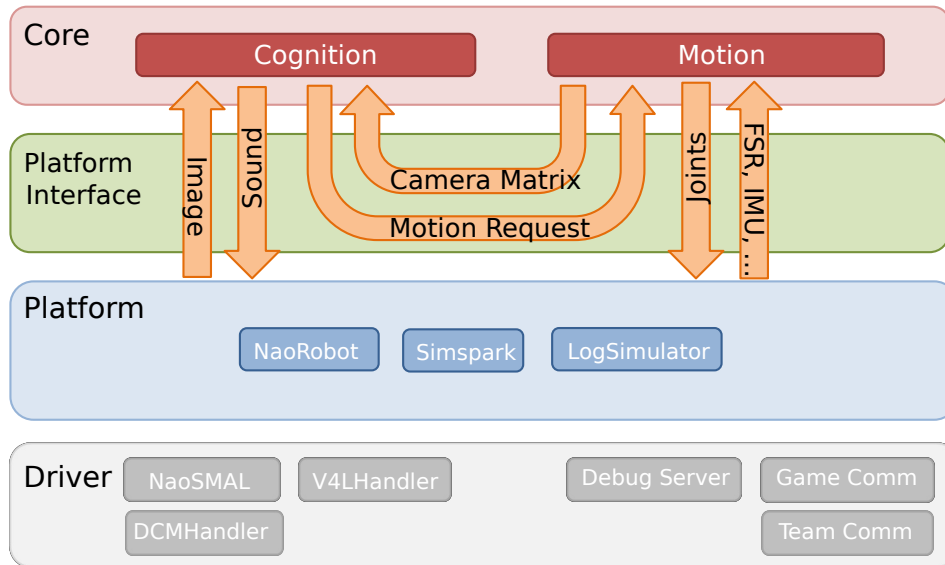 Core
Cognition
Motion
Platform
Interface
Image
Sound
Camera Matrix
Motion Request
Joints
FSR, IMU, ...
Platform
NaoRobot
Simspark
LogSimulator
Driver
NaoSMAL
V4LHandler
Debug Server
Game Comm
DCMHandler
Team Comm